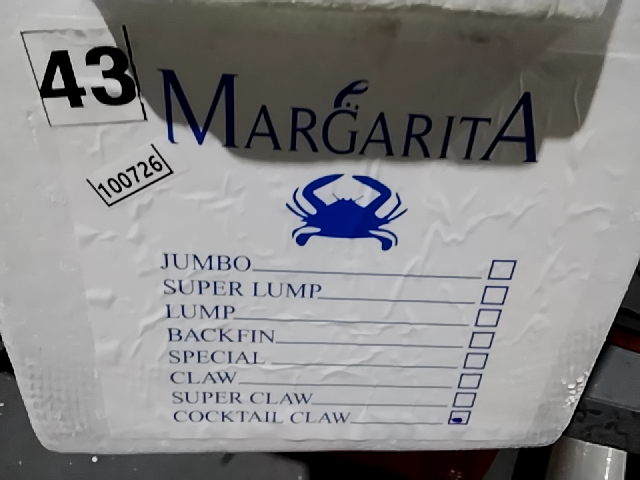 43
MARGARITA
100726
JUMBO
SUPER LUMP
LUMP
BACKFIN
SPECIAL
CLAW
SUPER CLAW
COCKTAIL CLAW